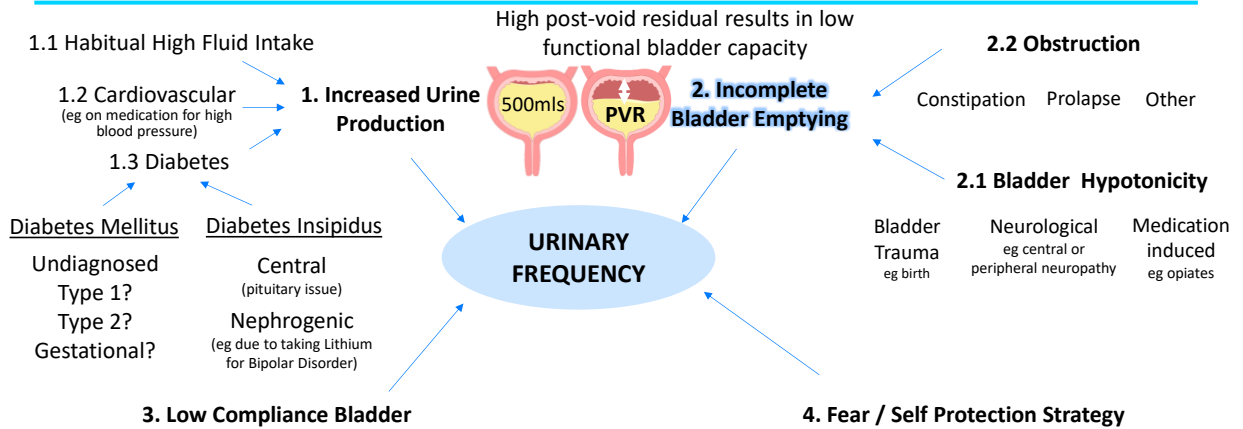 High post-void residual results in low
functional bladder capacity
1.1 Habitual High Fluid Intake
1.2 Cardiovascular
(eg on medication for high
blood pressure)
1.3 Diabetes
Diabetes Mellitus
Undiagnosed
Type 1?
Type 2?
Gestational?
Diabetes Insipidus
Central
(pituitary issue)
Nephrogenic
(eg due to taking Lithium
for Bipolar Disorder)
1. Increased Urine
Production
500mls
PVR
2. Incomplete
Bladder Emptying
2.2 Obstruction
Constipation
Prolapse
Other
2.1 Bladder Hypotonicity
Bladder
Trauma
eg birth
Neurological
eg central or
peripheral neuropathy
Medication
induced
eg opiates
URINARY
FREQUENCY
3. Low Compliance Bladder
4. Fear / Self Protection Strategy